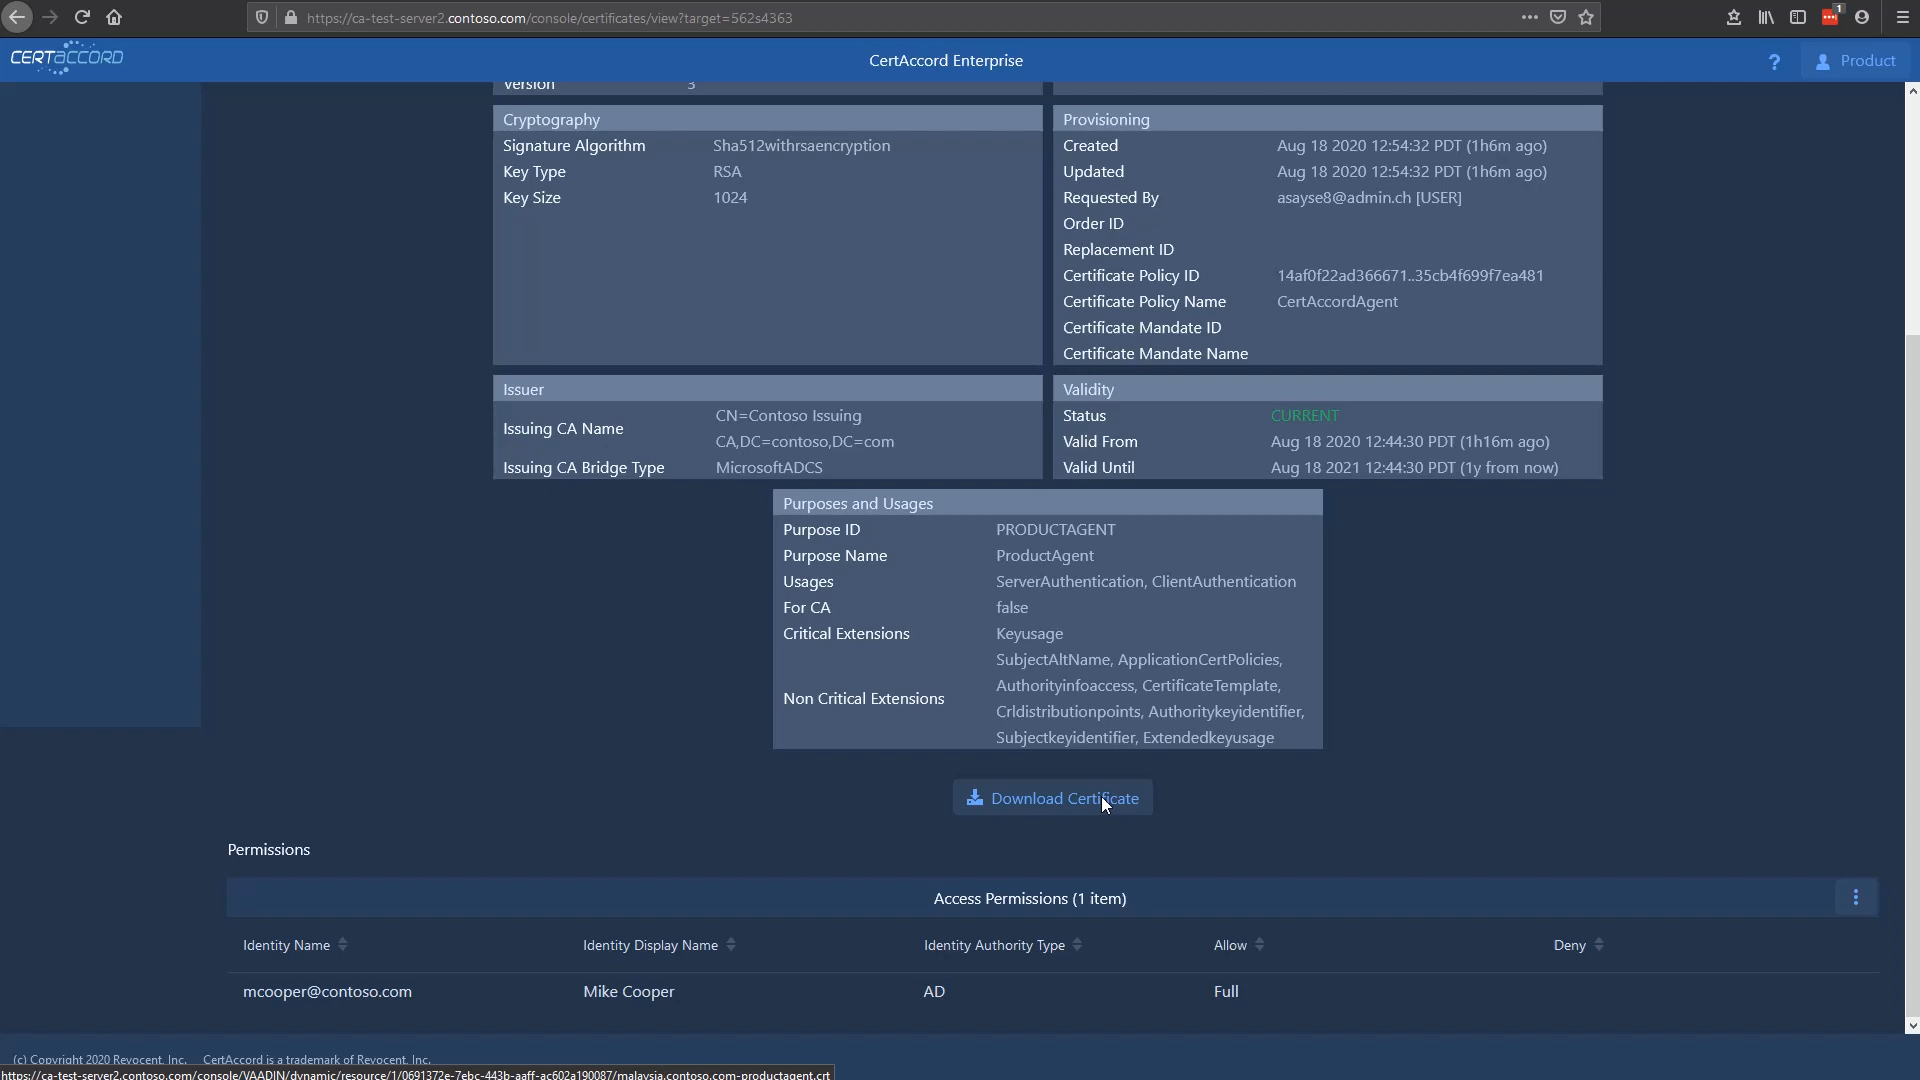 https://ca-test-server2.contoso.com/console/certificates/view?target=562s4363
1
CERTACCORD
CertAccord Enterprise
?
Product
Version 3
Cryptography
Signature Algorithm Sha512withrsaencryption
Key Type RSA
Key Size 1024
Provisioning
Created Aug 18 2020 12:54:32 PDT (1h6m ago)
Updated Aug 18 2020 12:54:32 PDT (1h6m ago)
Requested By asayse8@admin.ch [USER]
Order ID
Replacement ID
Certificate Policy ID 14af0f22ad366671..35cb4f699f7ea481
Certificate Policy Name CertAccordAgent
Certificate Mandate ID
Certificate Mandate Name
Issuer
Issuing CA Name CN=Contoso Issuing
CA,DC=contoso,DC=com
Issuing CA Bridge Type MicrosoftADCS
Validity
Status CURRENT
Valid From Aug 18 2020 12:44:30 PDT (1h16m ago)
Valid Until Aug 18 2021 12:44:30 PDT (1y from now)
Purposes and Usages
Purpose ID PRODUCTAGENT
Purpose Name ProductAgent
Usages ServerAuthentication, ClientAuthentication
For CA false
Critical Extensions Keyusage
Non Critical Extensions SubjectAltName, ApplicationCertPolicies,
Authorityinfoaccess, CertificateTemplate,
Crldistributionpoints, Authoritykeyidentifier,
Subjectkeyidentifier, Extendedkeyusage
Download Certificate
Permissions
Access Permissions (1 item)
Identity Name Identity Display Name Identity Authority Type Allow Deny
mcooper@contoso.com Mike Cooper AD Full
(c) Copyright 2020 Revocent, Inc. CertAccord is a trademark of Revocent, Inc.
https://ca-test-server2.contoso.com/console/VAADIN/dynamic/resource/1/0691372e-7ebc-443b-aaff-ac602a190087/malaysia.contoso.com-productagent.crt